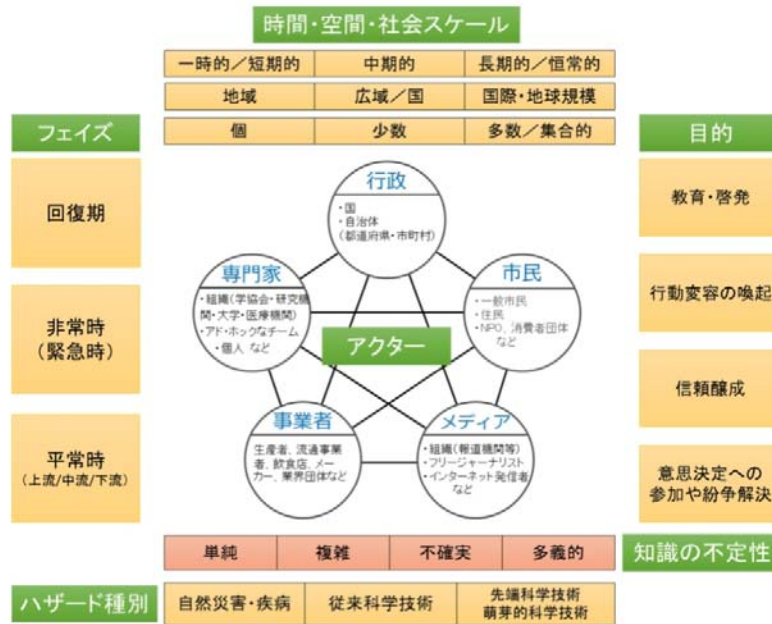 時間・空間・社会スケール
一時的／短期的
中期的
長期的／恒常的
地域
広域／国
国際・地球規模
個
少数
多数／集合的
フェイズ
回復期
非常時
（緊急時）
平常時
（上流/中流/下流）
目的
教育・啓発
行動変容の喚起
信頼醸成
意思決定への
参加や紛争解決
行政
・国
・自治体
（都道府県・市町村）
専門家
・組織（学協会・研究機
関・大学・医療機関）
・アド・ホックなチーム
・個人 など
市民
・一般市民
・住民
・NPO、消費者団体
など
アクター
事業者
生産者、流通事業
者、飲食店、メー
カー、業界団体など
メディア
・組織（報道機関等）
・フリージャーナリスト
・インターネット発信者
など
単純
複雑
不確実
多義的
知識の不定性
ハザード種別
自然災害・疾病
従来科学技術
先端科学技術
萌芽的科学技術